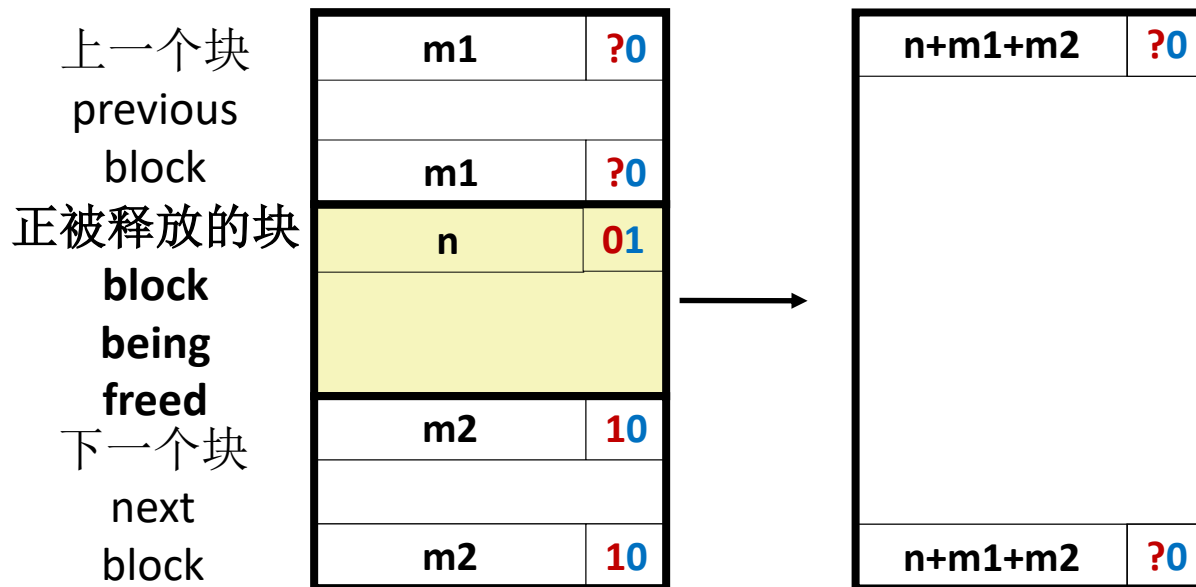 上一个块
previous
block
正被释放的块
block
being
freed
下一个块
next
block
m1 ?0
m1 ?0
n 01
m2 10
m2 10
n+m1+m2 ?0
n+m1+m2 ?0